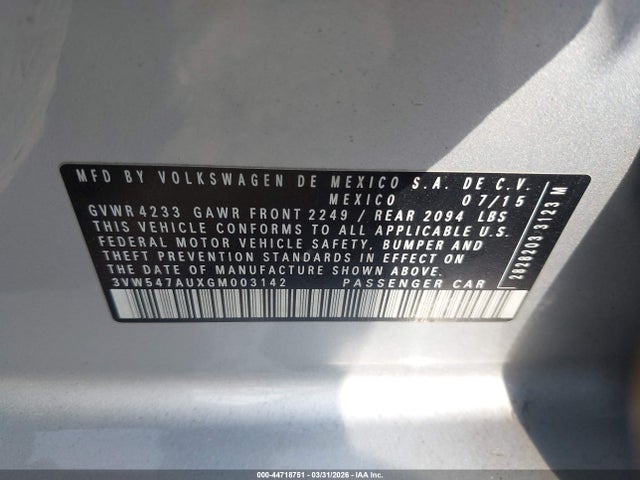 MFD BY VOLKSWAGEN DE MEXICO S.A. DE C.V.
MEXICO 07/15
GVWR 4233 GAWR FRONT 2249 / REAR 2094 LBS
THIS VEHICLE CONFORMS TO ALL APPLICABLE U.S.
FEDERAL MOTOR VEHICLE SAFETY, BUMPER AND
THEFT PREVENTION STANDARDS IN EFFECT ON
THE DATE OF MANUFACTURE SHOWN ABOVE.
3VW547AUXGM003142 PASSENGER CAR
2828203 3123 M
000-44718751 - 03/31/2026 - IAA Inc.